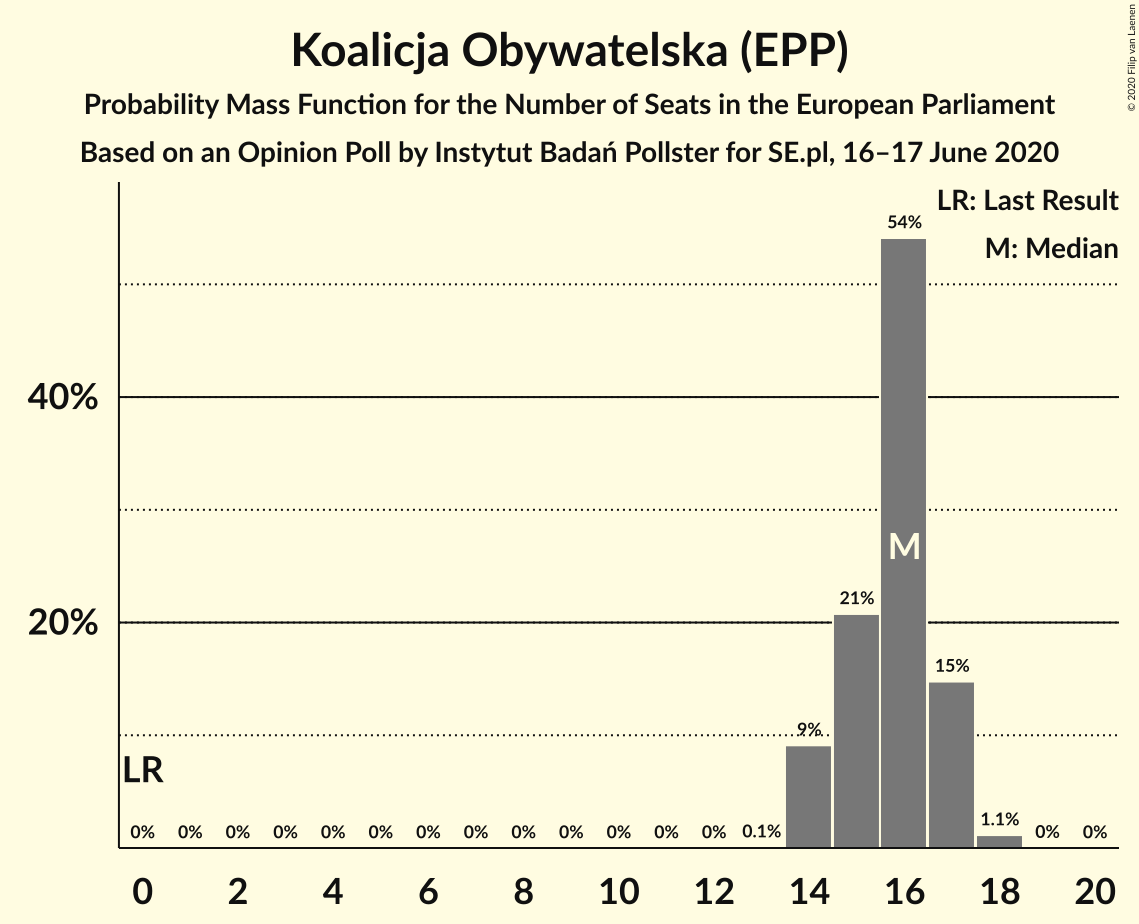 Koalicja Obywatelska (EPP)
Probability Mass Function for the Number of Seats in the European Parliament
Based on an Opinion Poll by Instytut Badań Pollster for SE.pl, 16–17 June 2020
© 2020 Filip van Laenen
LR: Last Result
M: Median
54%
40%
M
21%
20%
15%
9%
LR
0% 0% 0% 0% 0% 0% 0% 0% 0% 0% 0% 0% 0% 0.1% 1.1% 0% 0%
0 2 4 6 8 10 12 14 16 18 20